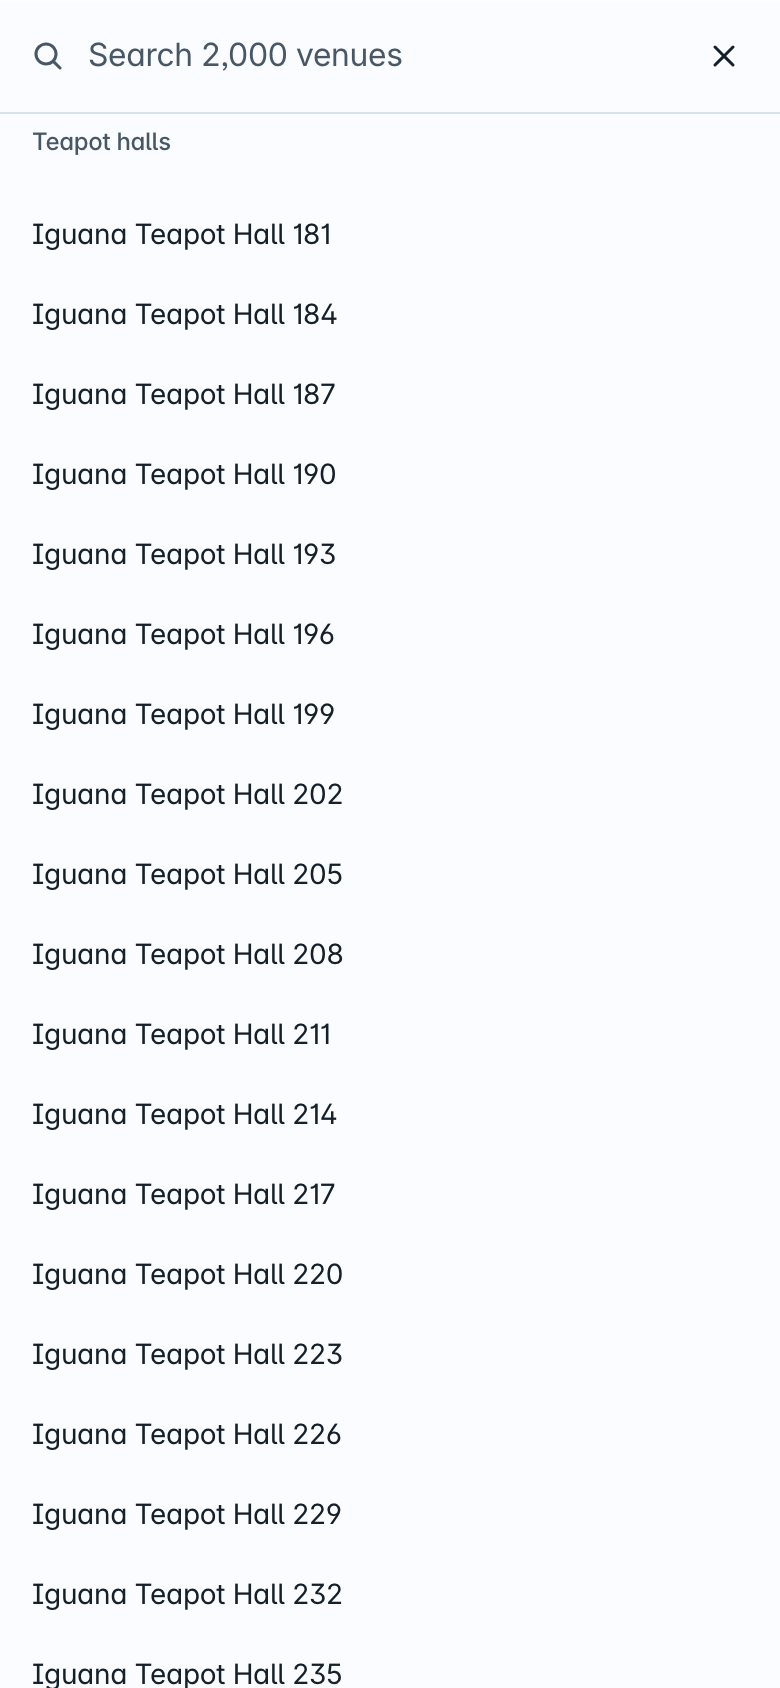 Search 2,000 venues
Teapot halls
Iguana Teapot Hall 181
Iguana Teapot Hall 184
Iguana Teapot Hall 187
Iguana Teapot Hall 190
Iguana Teapot Hall 193
Iguana Teapot Hall 196
Iguana Teapot Hall 199
Iguana Teapot Hall 202
Iguana Teapot Hall 205
Iguana Teapot Hall 208
Iguana Teapot Hall 211
Iguana Teapot Hall 214
Iguana Teapot Hall 217
Iguana Teapot Hall 220
Iguana Teapot Hall 223
Iguana Teapot Hall 226
Iguana Teapot Hall 229
Iguana Teapot Hall 232
Iguana Teapot Hall 235